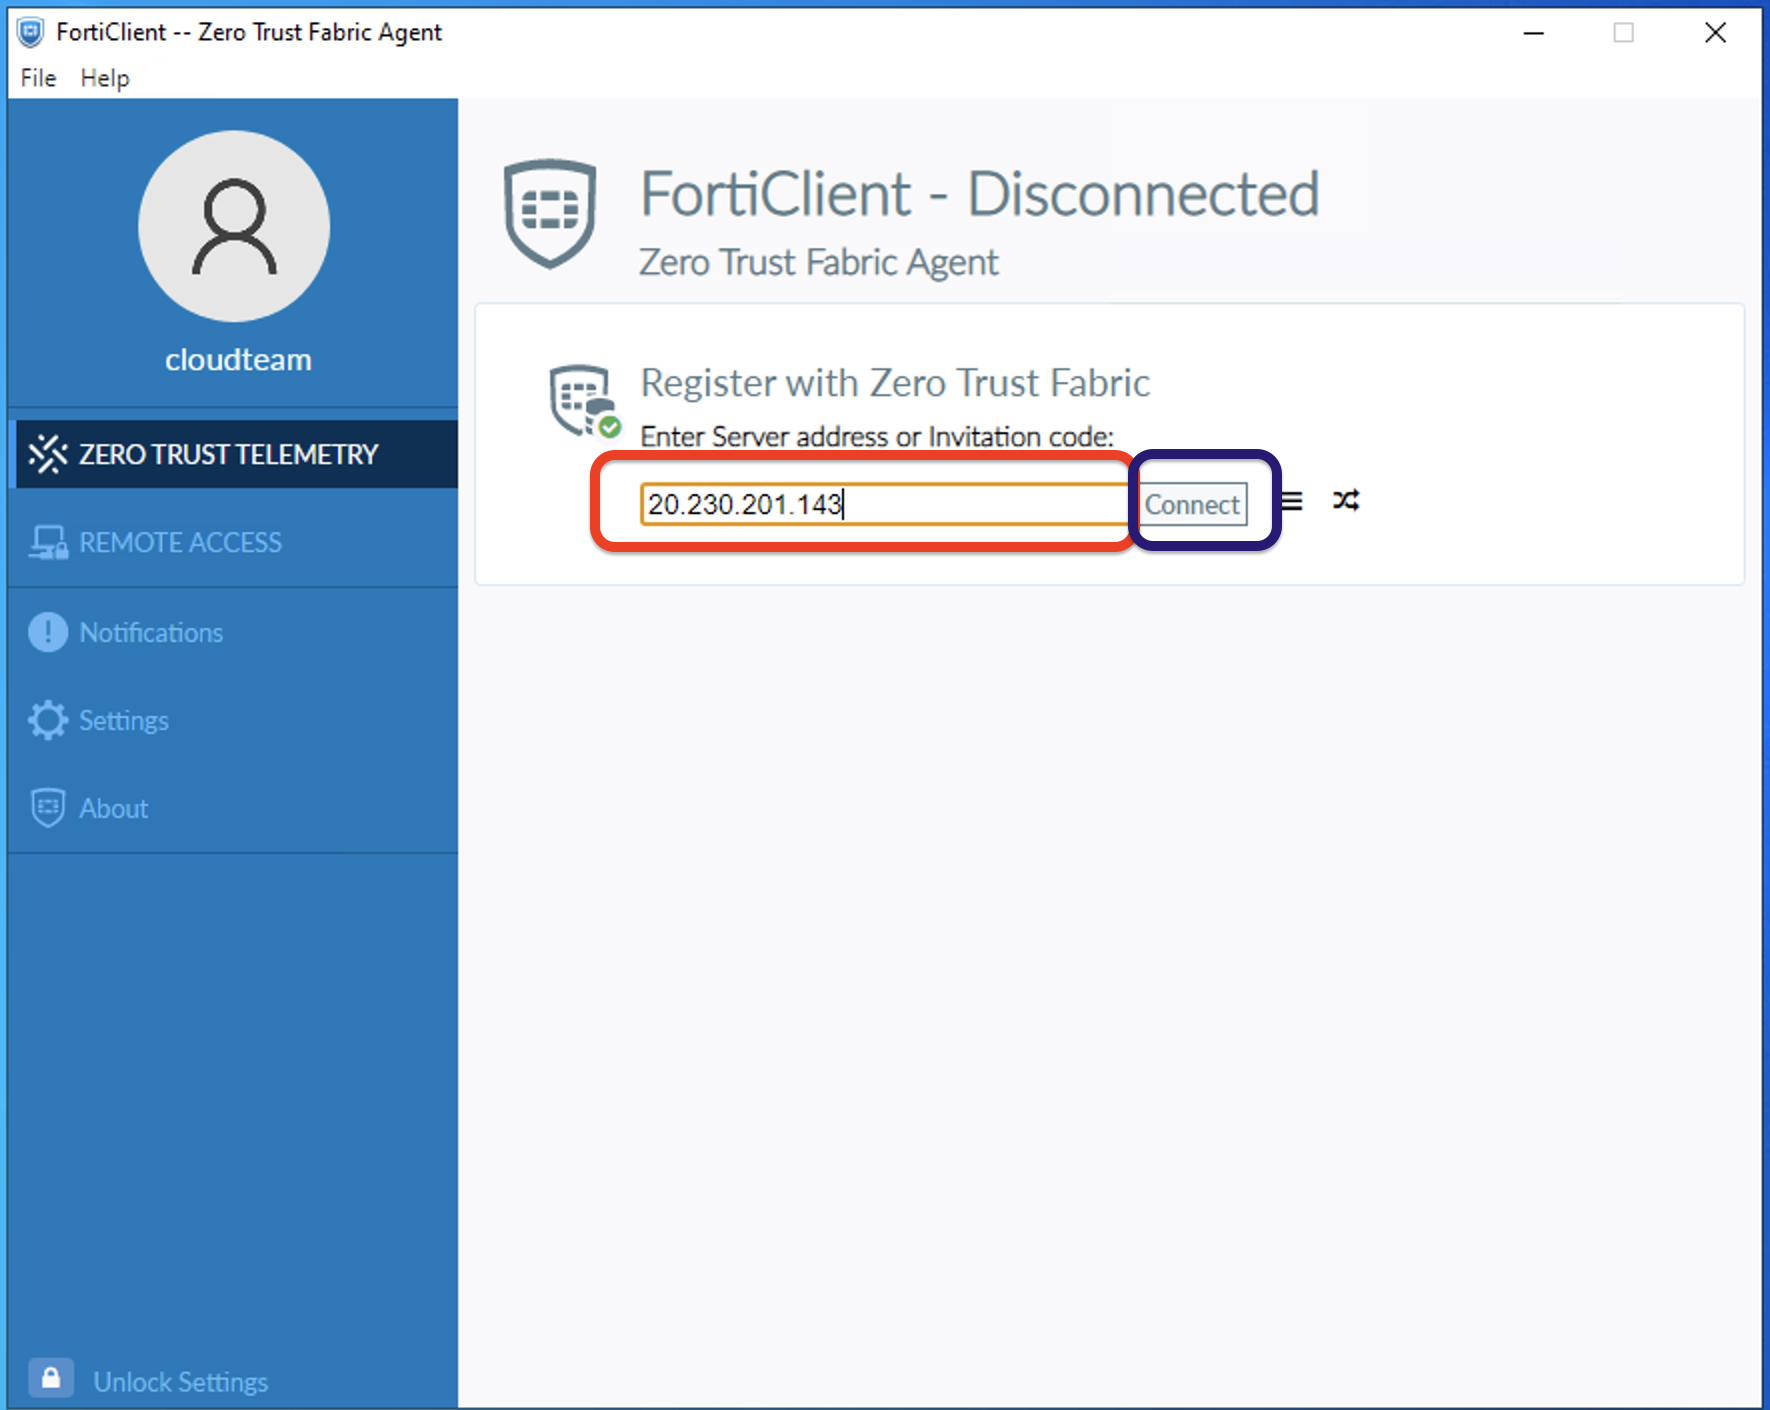 FortiClient -- Zero Trust Fabric Agent
File Help
cloudteam
ZERO TRUST TELEMETRY
REMOTE ACCESS
Notifications
Settings
About
Unlock Settings
FortiClient - Disconnected
Zero Trust Fabric Agent
Register with Zero Trust Fabric
Enter Server address or Invitation code:
20.230.201.143 Connect